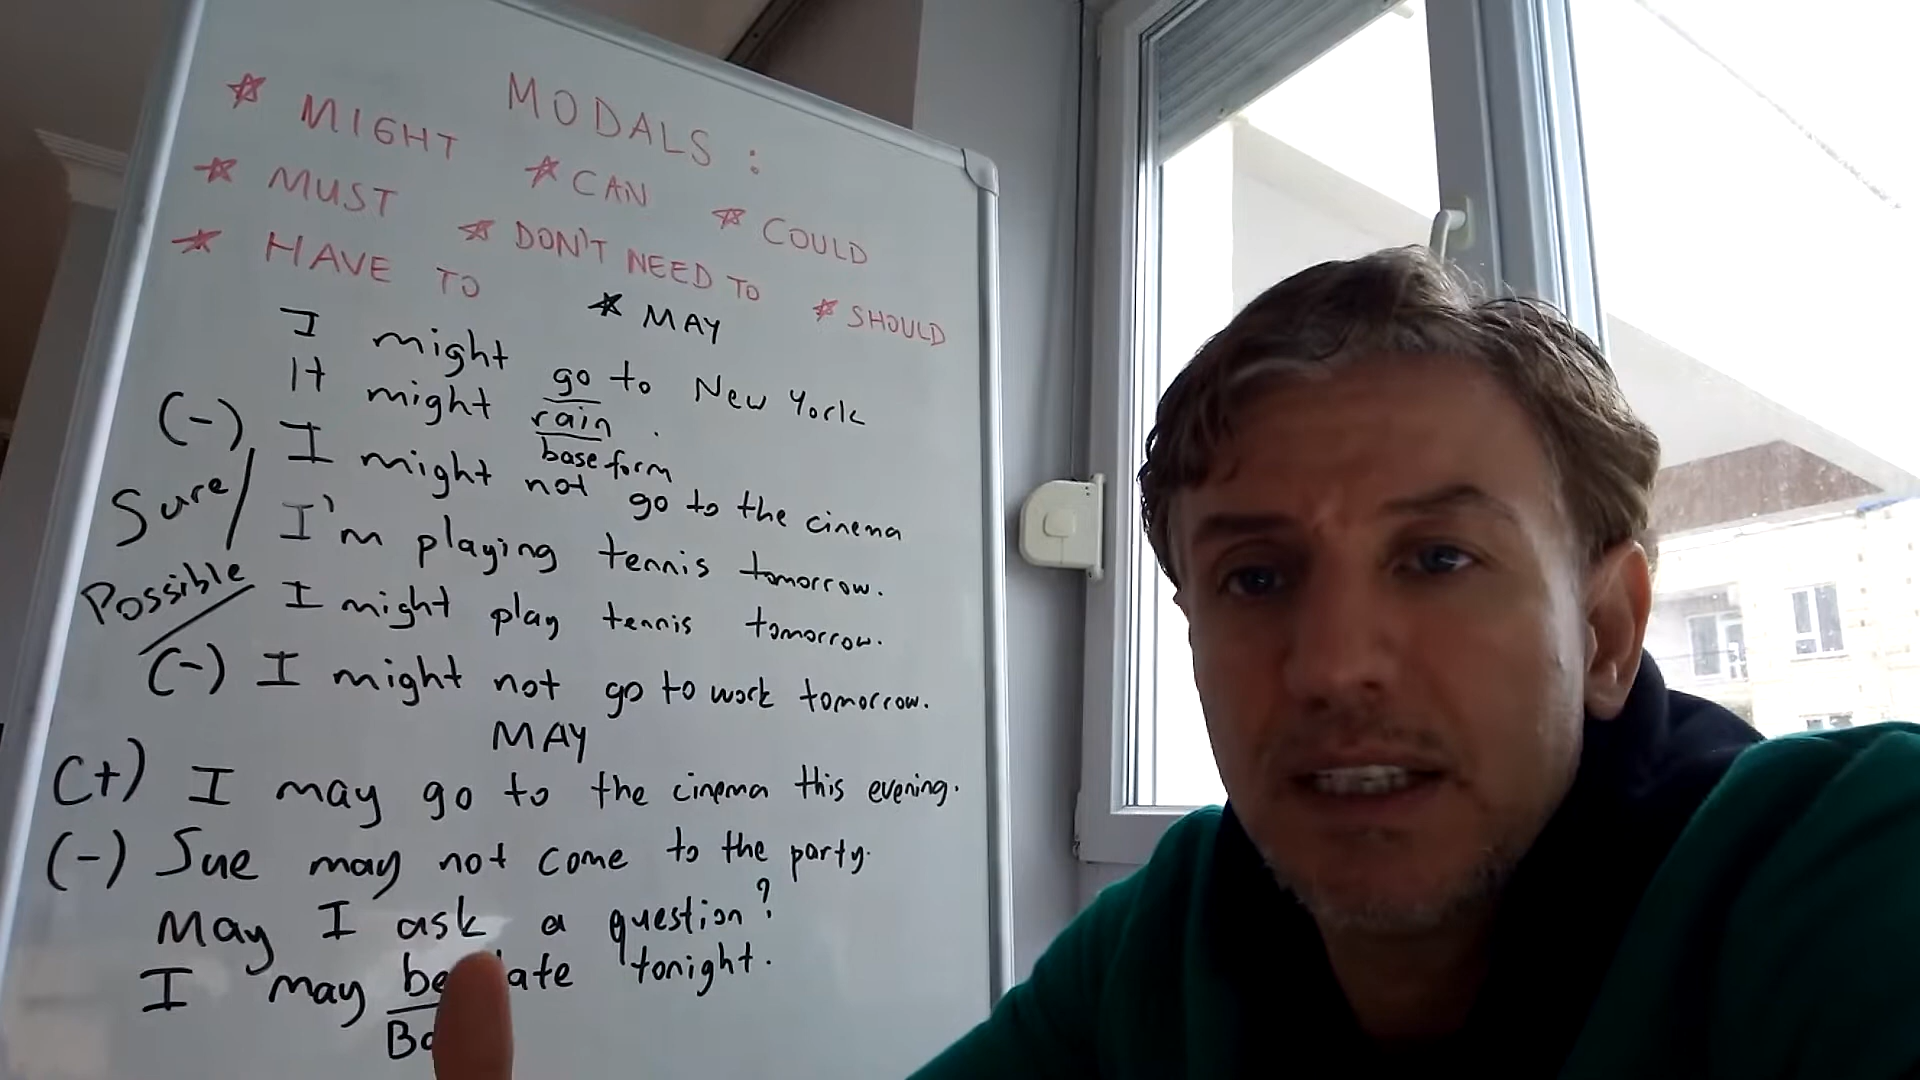 MODALS :
* MIGHT * CAN * COULD
* MUST * DON'T NEED TO * SHOULD
* HAVE TO * MAY
I might go to New York
It might rain.
base form
(-) I might not go to the cinema
Sure / I'm playing tennis tomorrow.
Possible / I might play tennis tomorrow.
(-) I might not go to work tomorrow.
MAY
(+) I may go to the cinema this evening.
(-) Sue may not come to the party.
May I ask a question?
I may be late tonight.